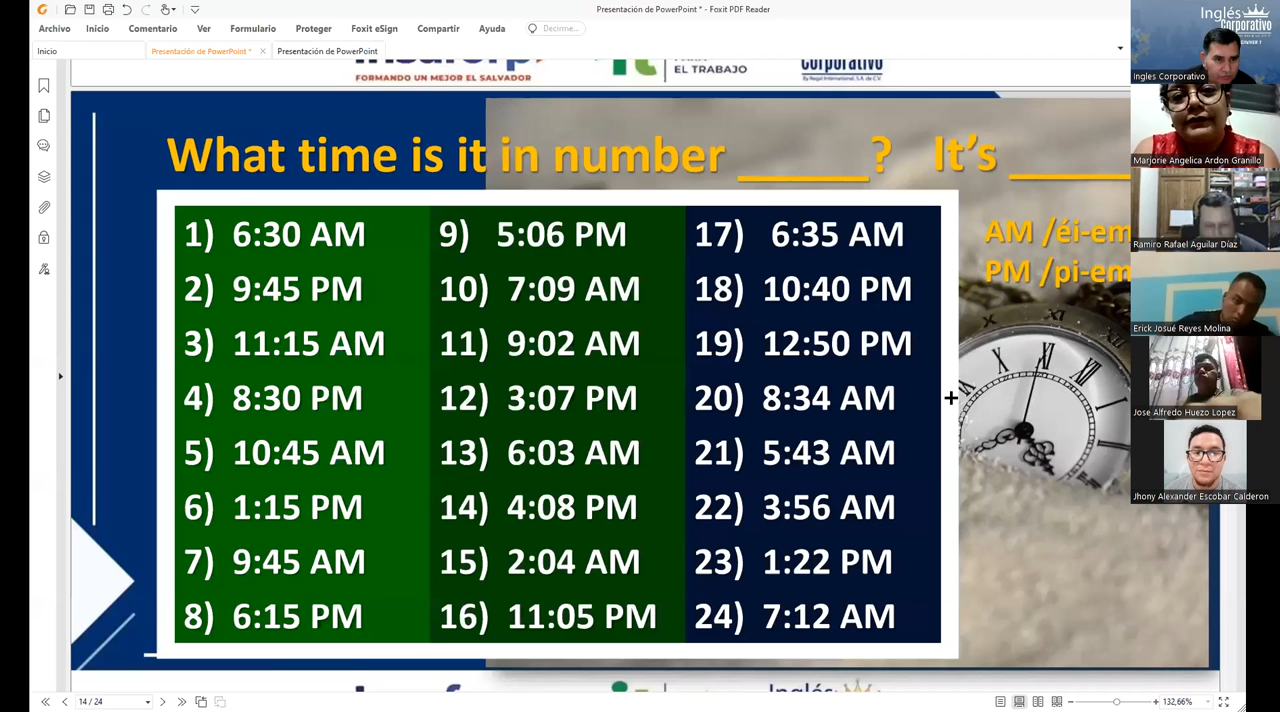 Presentación de PowerPoint * - Foxit PDF Reader
Archivo Inicio Comentario Ver Formulario Proteger Foxit eSign Compartir Ayuda Decirme...
Inicio Presentación de PowerPoint * Presentación de PowerPoint
FORMANDO UN MEJOR EL SALVADOR
EL TRABAJO
Corporativo
What time is it in number _____? It's _____
1) 6:30 AM
2) 9:45 PM
3) 11:15 AM
4) 8:30 PM
5) 10:45 AM
6) 1:15 PM
7) 9:45 AM
8) 6:15 PM
9) 5:06 PM
10) 7:09 AM
11) 9:02 AM
12) 3:07 PM
13) 6:03 AM
14) 4:08 PM
15) 2:04 AM
16) 11:05 PM
17) 6:35 AM
18) 10:40 PM
19) 12:50 PM
20) 8:34 AM
21) 5:43 AM
22) 3:56 AM
23) 1:22 PM
24) 7:12 AM
AM /éi-em
PM /pi-em
Inglés
Corporativo
Ingles Corporativo
Marjorie Angelica Ardon Granillo
Ramiro Rafael Aguilar Díaz
Erick Josué Reyes Molina
Jose Alfredo Huezo Lopez
Jhony Alexander Escobar Calderon
Inglés
14 / 24
132,66%